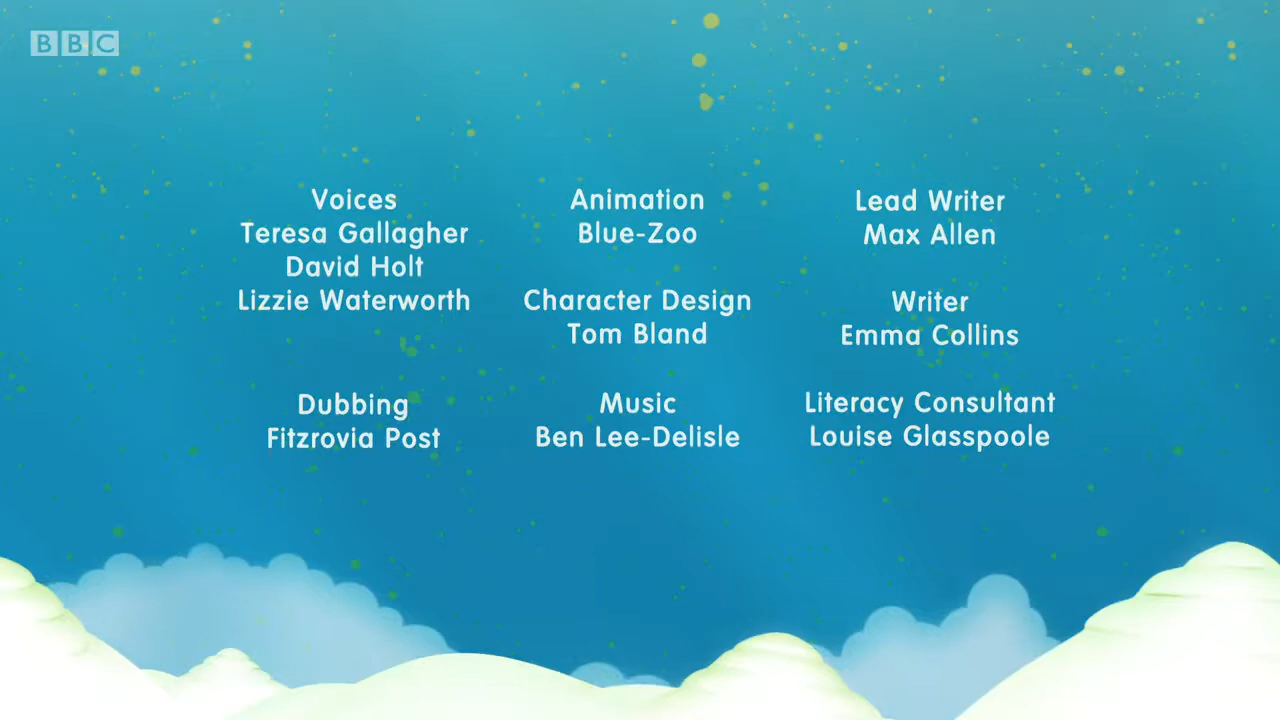 BBC
Voices
Teresa Gallagher
David Holt
Lizzie Waterworth
Dubbing
Fitzrovia Post
Animation
Blue-Zoo
Character Design
Tom Bland
Music
Ben Lee-Delisle
Lead Writer
Max Allen
Writer
Emma Collins
Literacy Consultant
Louise Glasspoole